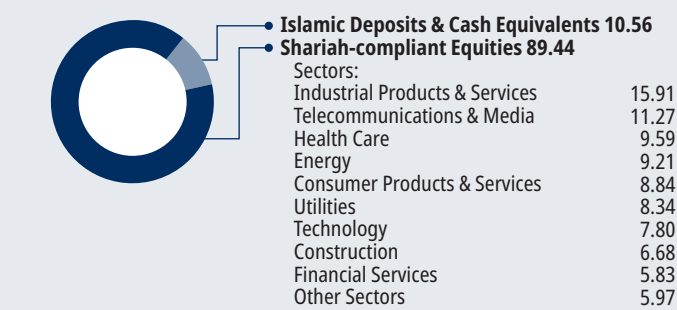 Islamic Deposits & Cash Equivalents 10.56
Shariah-compliant Equities 89.44
Sectors:
Industrial Products & Services 15.91
Telecommunications & Media 11.27
Health Care 9.59
Energy 9.21
Consumer Products & Services 8.84
Utilities 8.34
Technology 7.80
Construction 6.68
Financial Services 5.83
Other Sectors 5.97